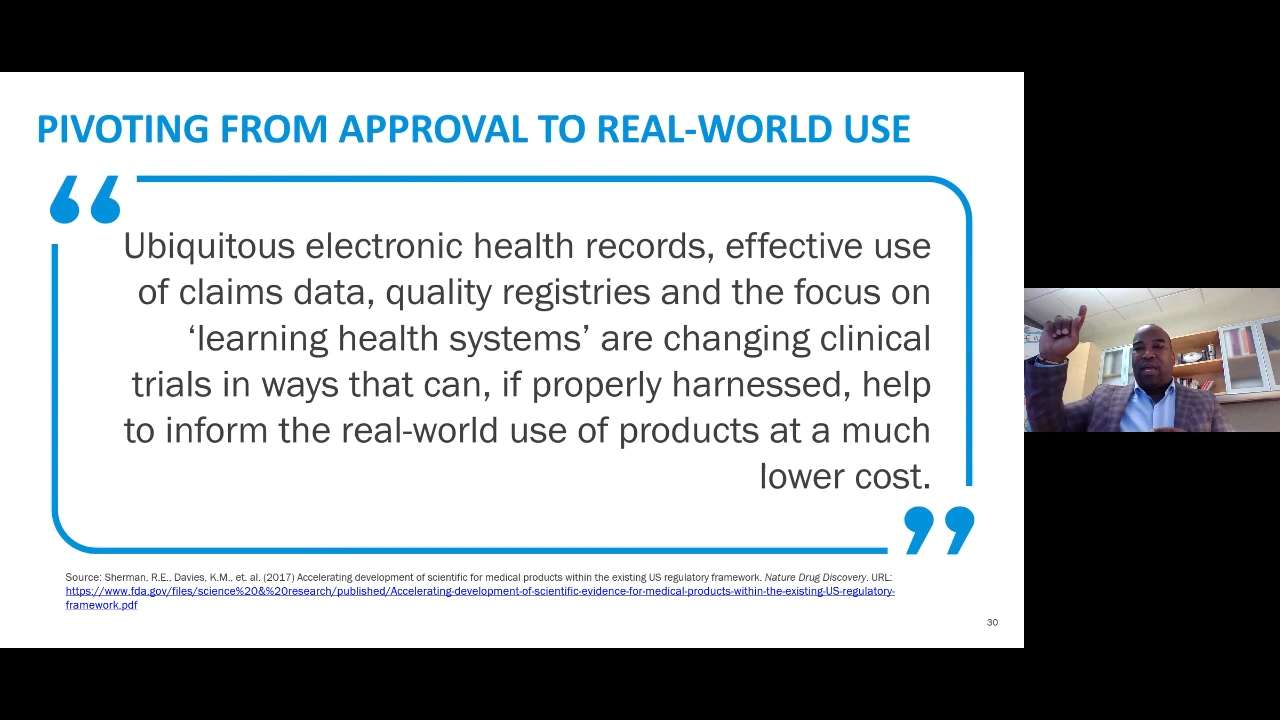 PIVOTING FROM APPROVAL TO REAL-WORLD USE
“
Ubiquitous electronic health records, effective use
of claims data, quality registries and the focus on
‘learning health systems’ are changing clinical
trials in ways that can, if properly harnessed, help
to inform the real-world use of products at a much
lower cost.
”
Source: Sherman, R.E., Davies, K.M., et. al. (2017) Accelerating development of scientific for medical products within the existing US regulatory framework. Nature Drug Discovery. URL:
https://www.fda.gov/files/science%20&%20research/published/Accelerating-development-of-scientific-evidence-for-medical-products-within-the-existing-US-regulatory-
framework.pdf
30